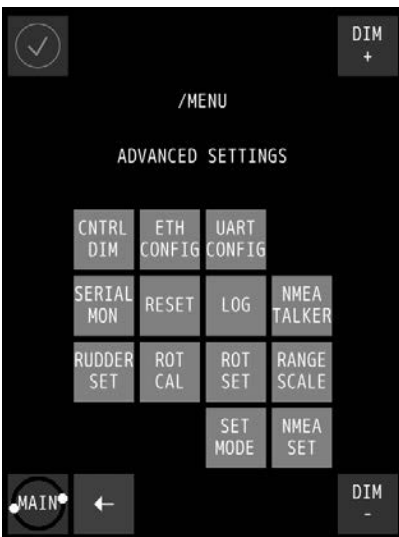 DIM
+
/MENU
ADVANCED SETTINGS
CNTRL
DIM
ETH
CONFIG
UART
CONFIG
SERIAL
MON
RESET
LOG
NMEA
TALKER
RUDDER
SET
ROT
CAL
ROT
SET
RANGE
SCALE
SET
MODE
NMEA
SET
MAIN
←
DIM
-